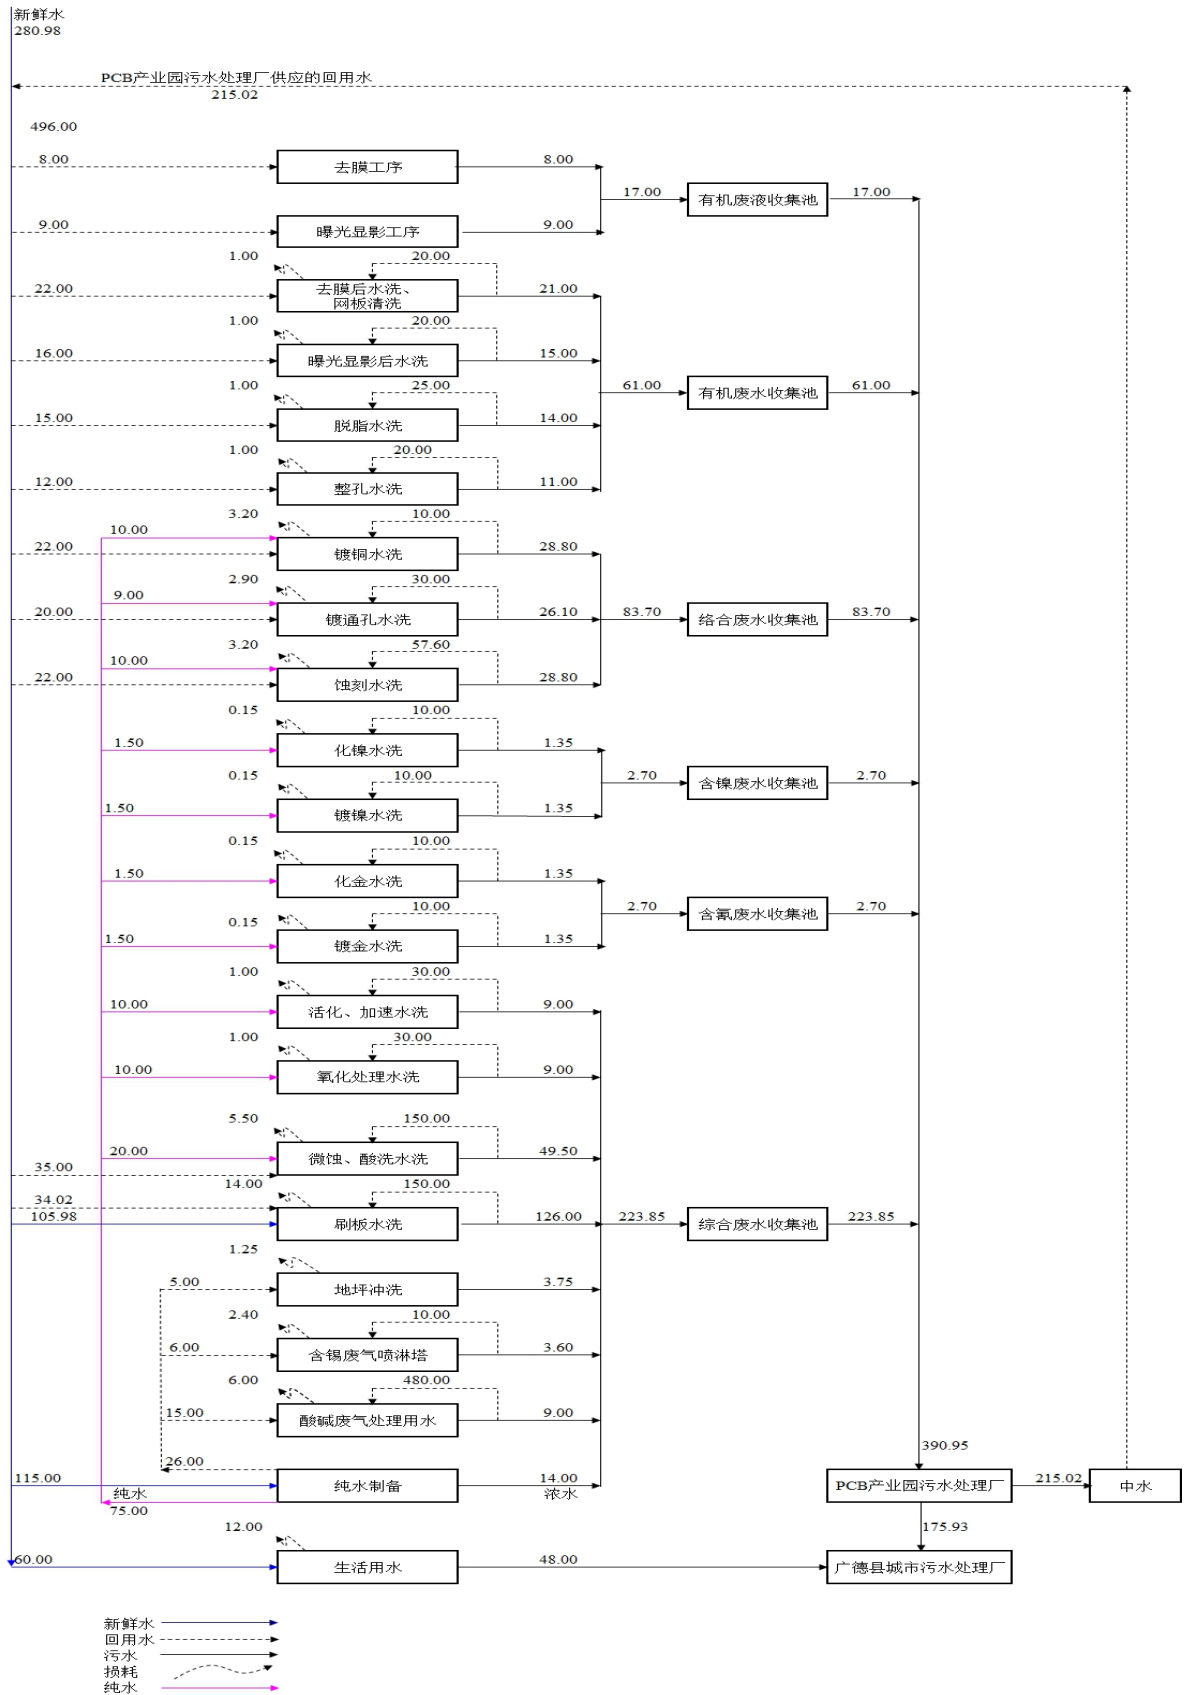 新鲜水
280.98
PCB产业园污水处理厂供应的回用水
215.02
496.00
8.00
去膜工序
8.00
17.00
有机废液收集池
17.00
9.00
曝光显影工序
9.00
1.00
20.00
22.00
去膜后水洗、
网板清洗
21.00
1.00
20.00
16.00
曝光显影后水洗
15.00
61.00
有机废水收集池
61.00
1.00
25.00
15.00
脱脂水洗
14.00
1.00
20.00
12.00
整孔水洗
11.00
3.20
10.00
10.00
22.00
镀铜水洗
28.80
2.90
30.00
9.00
20.00
镀通孔水洗
26.10
83.70
络合废水收集池
83.70
3.20
57.60
10.00
22.00
蚀刻水洗
28.80
0.15
10.00
1.50
化镍水洗
1.35
2.70
含镍废水收集池
2.70
0.15
10.00
1.50
镀镍水洗
1.35
0.15
10.00
1.50
化金水洗
1.35
2.70
含氰废水收集池
2.70
0.15
10.00
1.50
镀金水洗
1.35
1.00
30.00
10.00
活化、加速水洗
9.00
1.00
30.00
10.00
氧化处理水洗
9.00
5.50
150.00
20.00
微蚀、酸洗水洗
49.50
35.00
14.00
150.00
34.02
105.98
刷板水洗
126.00
223.85
综合废水收集池
223.85
1.25
5.00
地坪冲洗
3.75
2.40
10.00
6.00
含锡废气喷淋塔
3.60
6.00
480.00
15.00
酸碱废气处理用水
9.00
390.95
26.00
115.00
纯水制备
14.00
PCB产业园污水处理厂
215.02
中水
纯水
浓水
75.00
12.00
175.93
60.00
生活用水
48.00
广德县城市污水处理厂
新鲜水
回用水
污水
损耗
纯水